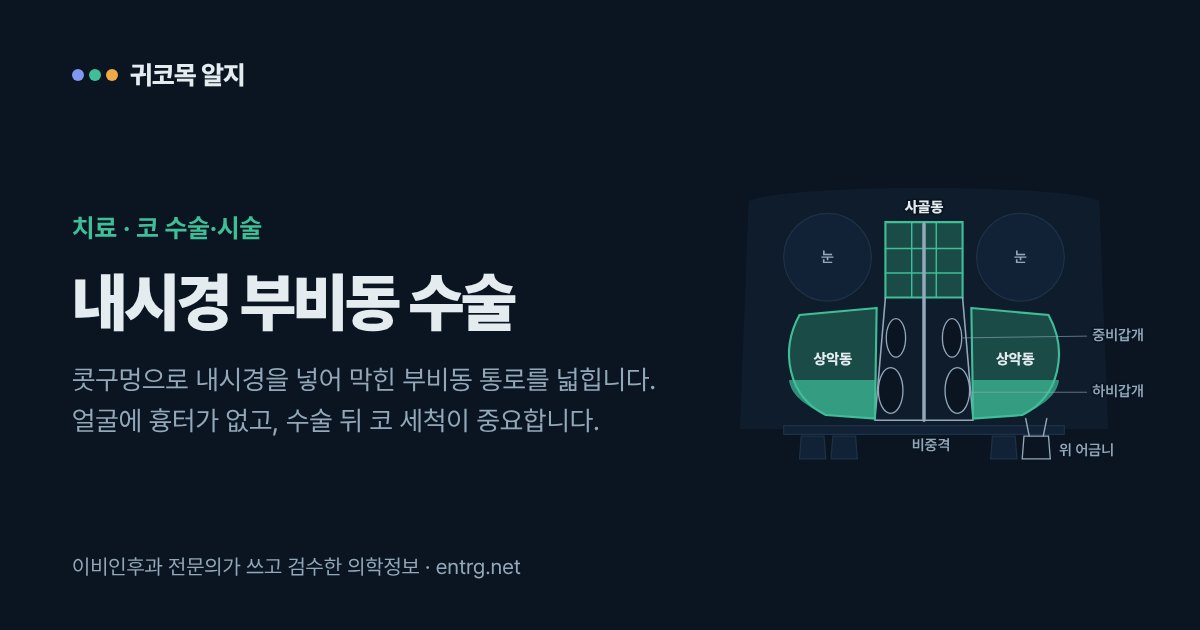 귀코목 알지
치료 · 코 수술·시술
내시경 부비동 수술
콧구멍으로 내시경을 넣어 막힌 부비동 통로를 넓힙니다.
얼굴에 흉터가 없고, 수술 뒤 코 세척이 중요합니다.
사골동
눈
눈
상악동
상악동
중비갑개
하비갑개
비중격
위 어금니
이비인후과 전문의가 쓰고 검수한 의학정보 · entrg.net